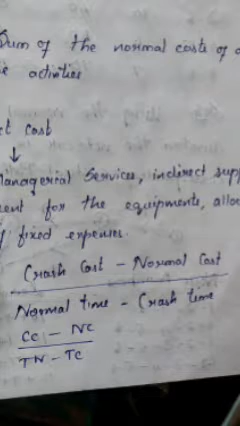 Sum of the normal costs of
activities
cost
↓
Managerial Services, indirect
for the equipments,
fixed expenses.
Crash Cost - Normal Cost
Normal time - Crash time
CC - NC
TN - TC